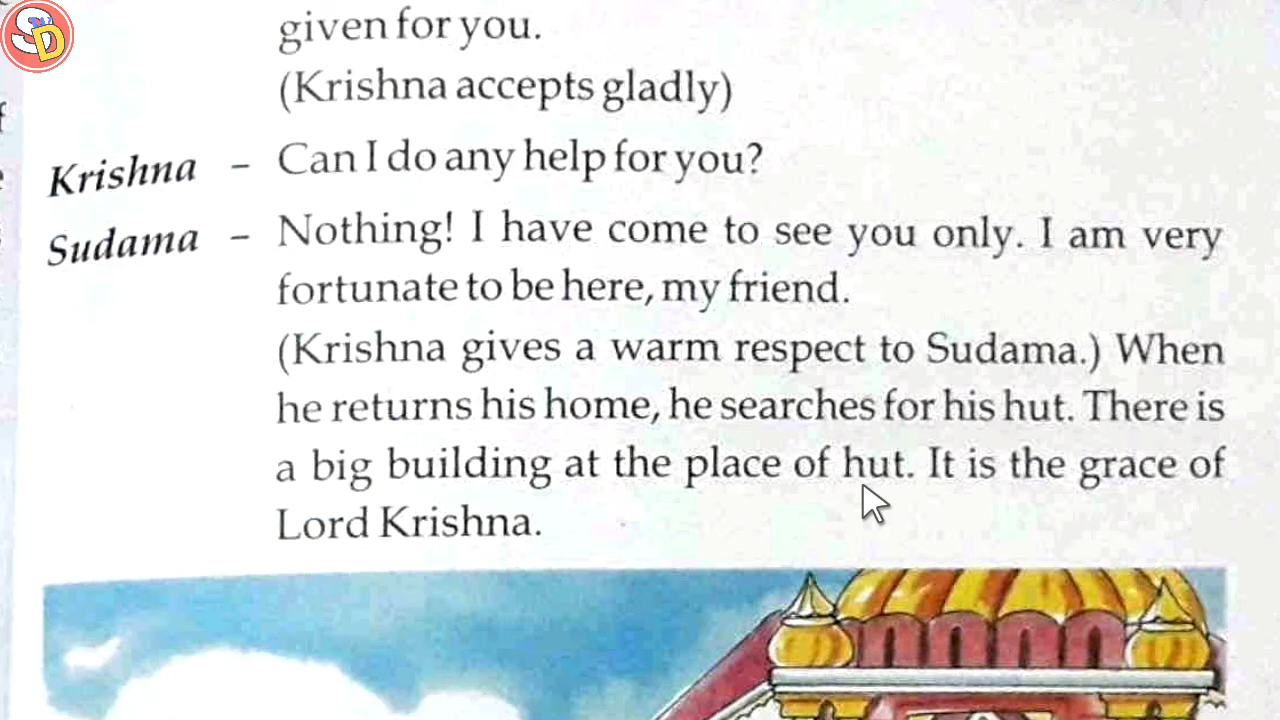 SD
given for you.
(Krishna accepts gladly)
Krishna – Can I do any help for you?
Sudama – Nothing! I have come to see you only. I am very
fortunate to be here, my friend.
(Krishna gives a warm respect to Sudama.) When
he returns his home, he searches for his hut. There is
a big building at the place of hut. It is the grace of
Lord Krishna.